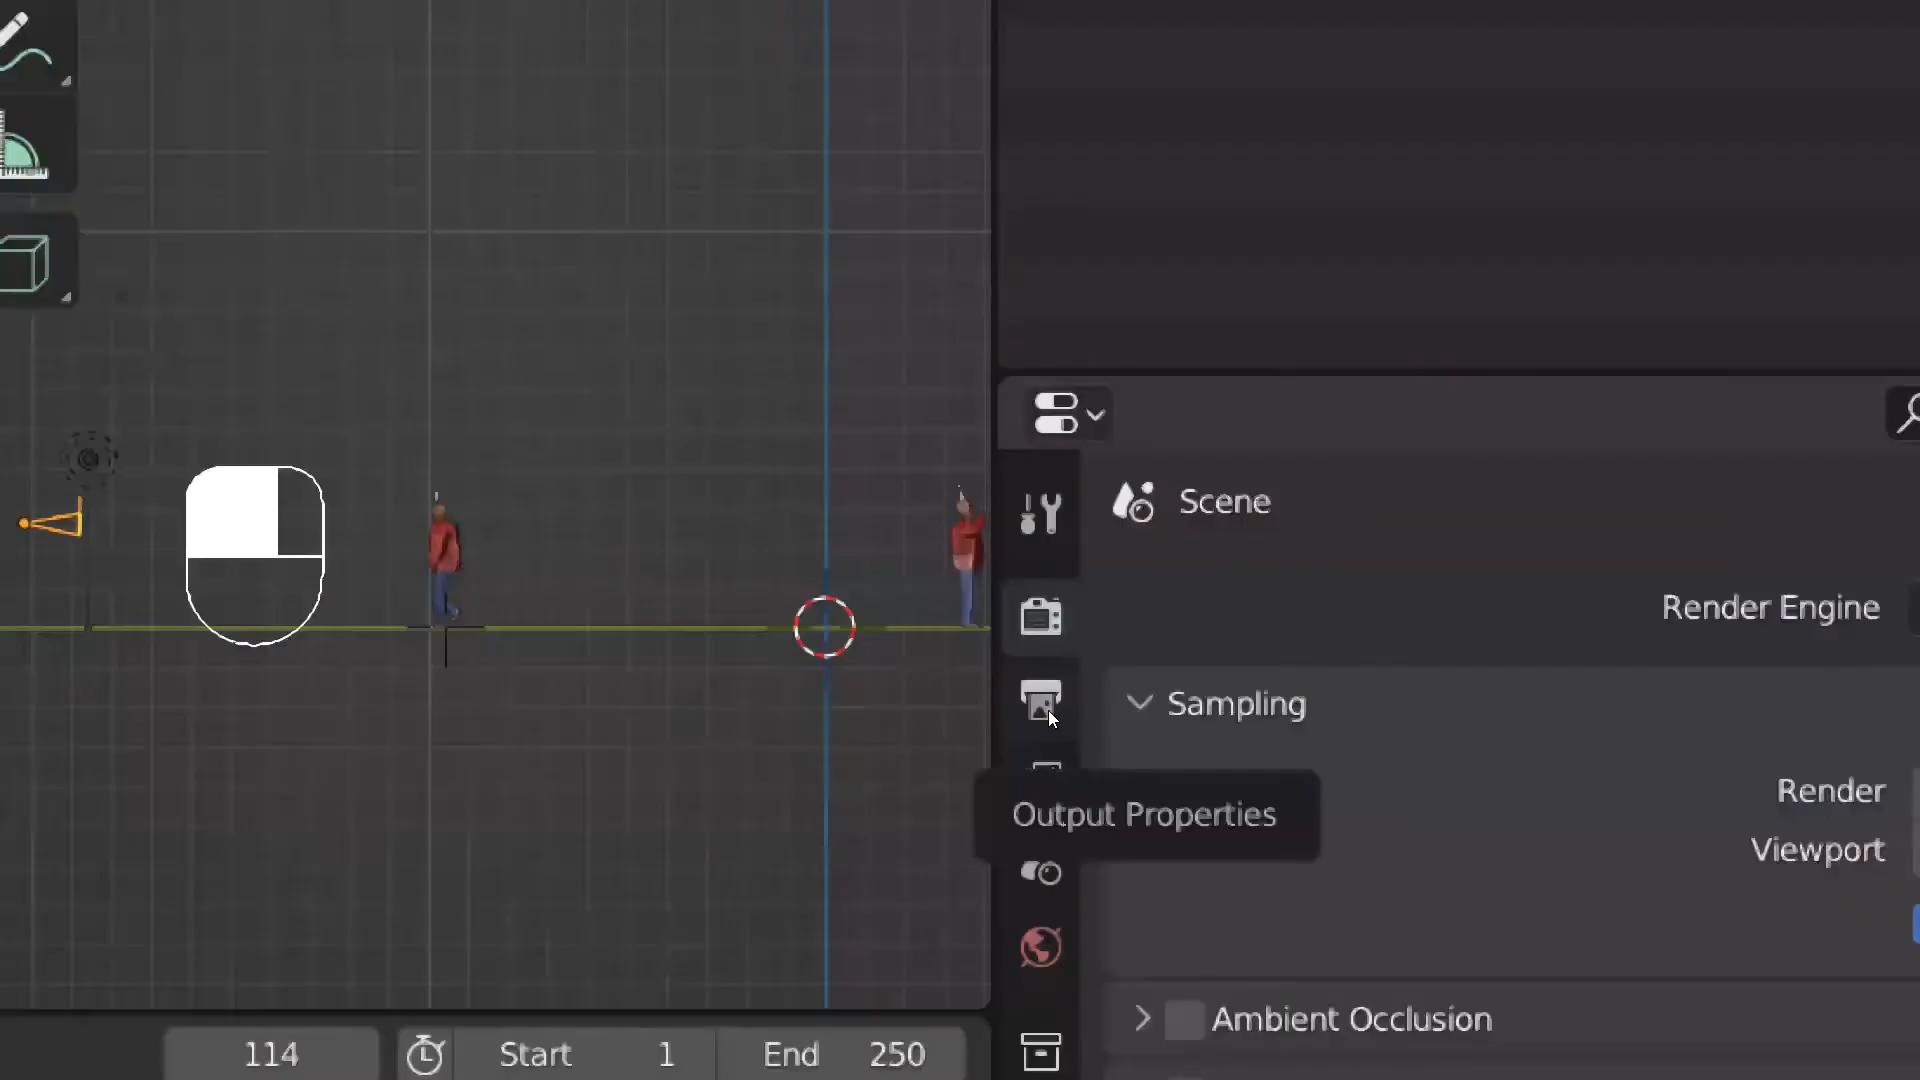 Scene
Render Engine
Sampling
Render
Output Properties
Viewport
Ambient Occlusion
114
Start 1
End 250